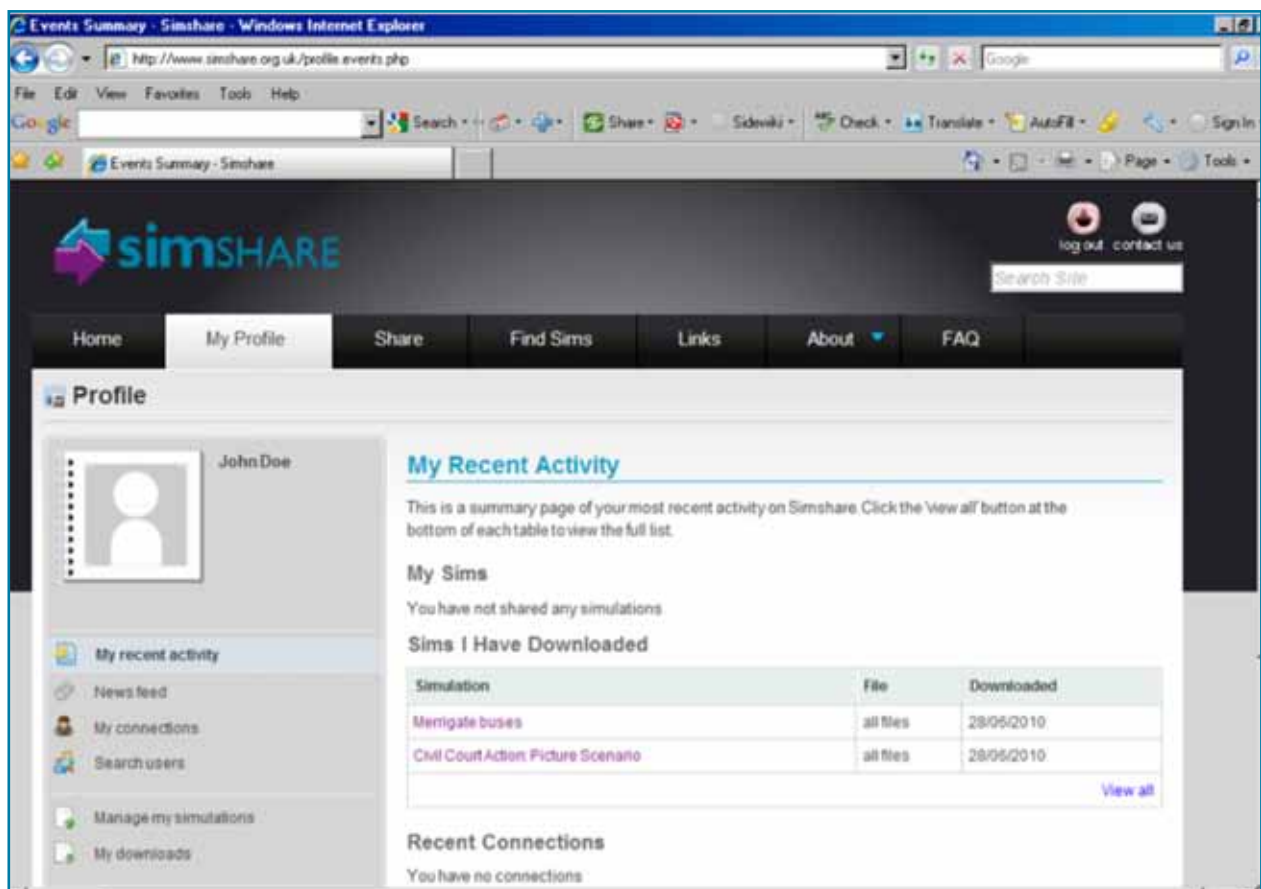 Events Summary - Simshare - Windows Internet Explorer
http://www.simshare.org.uk/profile.events.php
Google
File Edit View Favorites Tools Help
Google Search Share Sidewiki Check Translate AutoFill Sign In
Events Summary - Simshare Page Tools
simSHARE
log out contact us
Search Site
Home My Profile Share Find Sims Links About FAQ
Profile
John Doe
My recent activity
News feed
My connections
Search users
Manage my simulations
My downloads
My Recent Activity
This is a summary page of your most recent activity on Simshare. Click the 'view all' button at the
bottom of each table to view the full list.
My Sims
You have not shared any simulations
Sims I Have Downloaded
Simulation File Downloaded
Merrigate buses all files 28/06/2010
Civil Court Action: Picture Scenario all files 28/06/2010
View all
Recent Connections
You have no connections